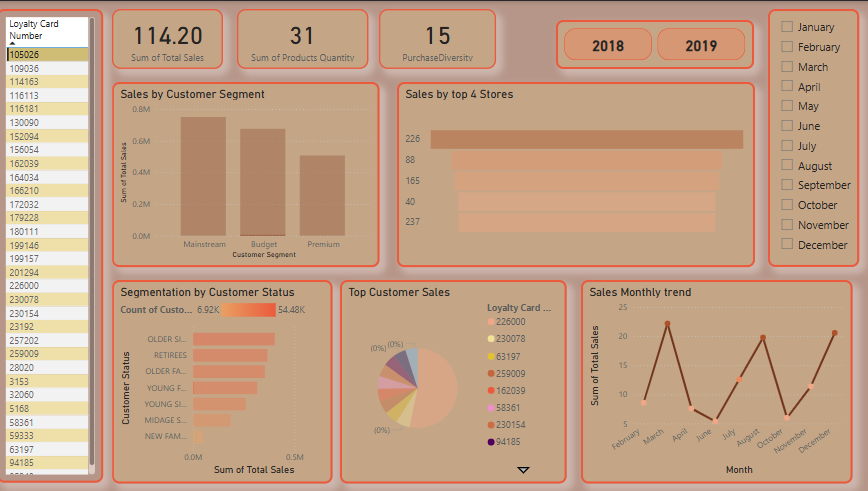 Loyalty Card
Number
105026
109036
114163
116113
116181
130090
152094
156054
162039
164034
166210
172032
179228
180111
199146
199157
201294
226000
230078
230154
23192
257202
259009
28020
3153
32060
5168
58361
59333
63197
94185
114.20
Sum of Total Sales
31
Sum of Products Quantity
15
PurchaseDiversity
2018
2019
January
February
March
April
May
June
July
August
September
October
November
December
Sales by Customer Segment
Sum of Total Sales
0.8M
0.6M
0.4M
0.2M
0.0M
Mainstream
Budget
Premium
Customer Segment
Sales by top 4 Stores
226
88
165
40
237
Segmentation by Customer Status
Count of Custo...
6.92K
54.48K
Customer Status
OLDER SI...
RETIREES
OLDER FA...
YOUNG F...
YOUNG SI...
MIDAGE S...
NEW FAM...
0.0M
0.5M
Sum of Total Sales
Top Customer Sales
(0%)
(0%)
(0%)
Loyalty Card ...
226000
230078
63197
259009
162039
58361
230154
94185
Sales Monthly trend
Sum of Total Sales
25
20
15
10
5
February
March
April
June
July
August
October
November
December
Month